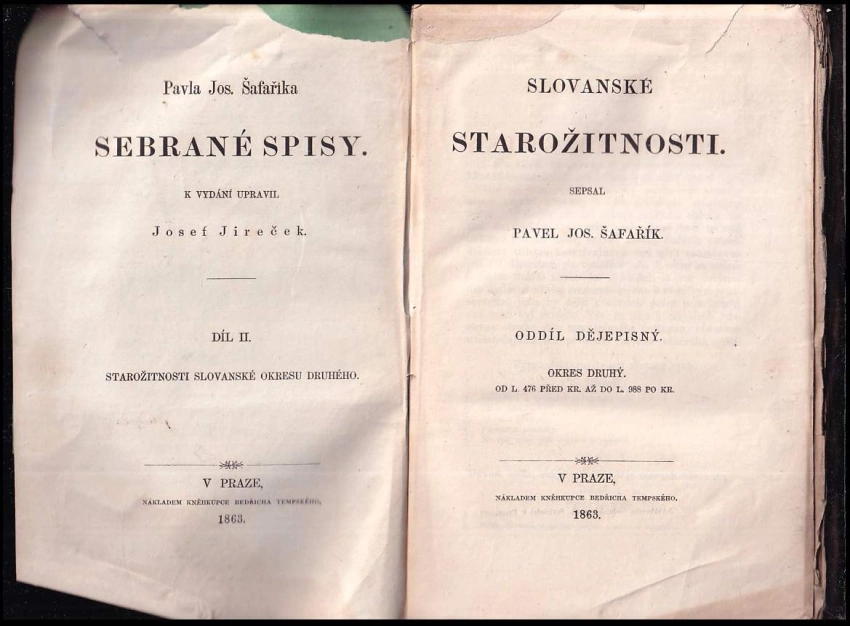 Pavla Jos. Šafaříka
SEBRANÉ SPISY.
K VYDÁNÍ UPRAVIL
Josef Jireček.
DÍL II.
STAROŽITNOSTI SLOVANSKÉ OKRESU DRUHÉHO.
V PRAZE,
NÁKLADEM KNĚHKUPCE BEDŘICHA TEMPSKÉHO.
1863.
SLOVANSKÉ
STAROŽITNOSTI.
SEPSAL
PAVEL JOS. ŠAFAŘÍK.
ODDÍL DĚJEPISNÝ.
OKRES DRUHÝ.
OD L. 476 PŘED KR. AŽ DO L. 988 PO KR.
V PRAZE,
NÁKLADEM KNĚHKUPCE BEDŘICHA TEMPSKÉHO.
1863.